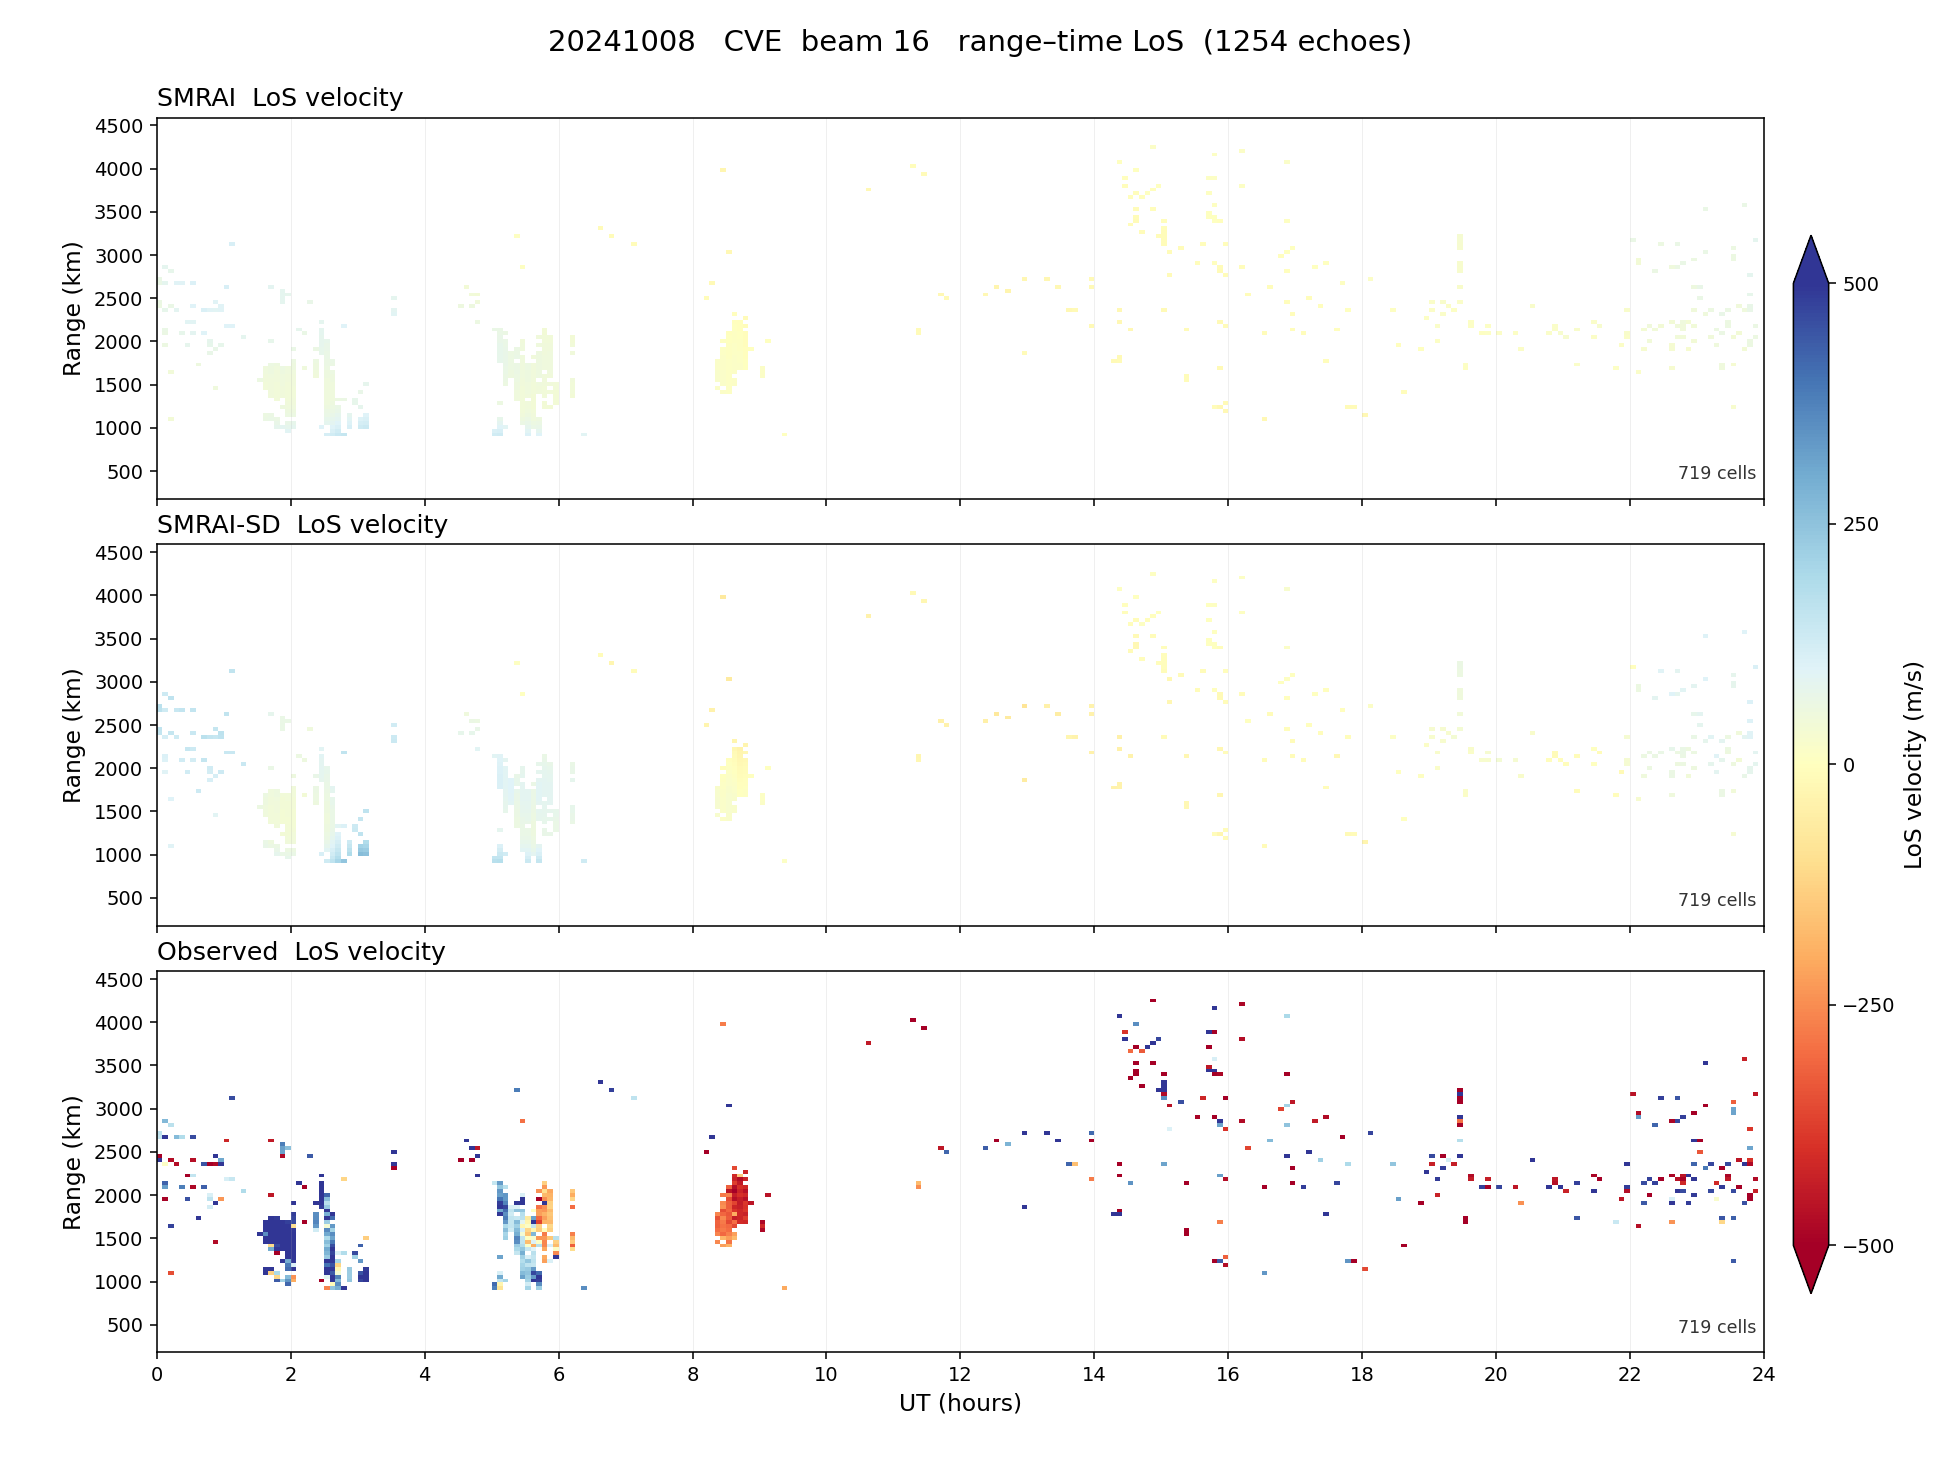 20241008   CVE  beam 16   range–time LoS  (1254 echoes)
SMRAI  LoS velocity
4500
4000
3500
3000
2500
2000
1500
1000
500
Range (km)
719 cells
SMRAI-SD  LoS velocity
4500
4000
3500
3000
2500
2000
1500
1000
500
Range (km)
719 cells
Observed  LoS velocity
4500
4000
3500
3000
2500
2000
1500
1000
500
Range (km)
719 cells
0 2 4 6 8 10 12 14 16 18 20 22 24
UT (hours)
500
250
0
−250
−500
LoS velocity (m/s)